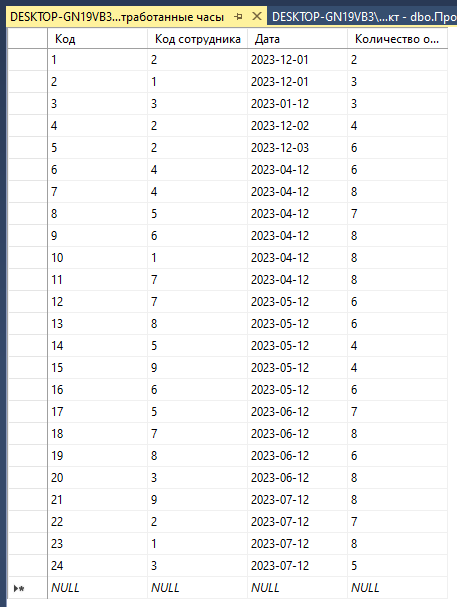 DESKTOP-GN19VB3...тработанные часы DESKTOP-GN19VB3\...кт - dbo.Про
Код Код сотрудника Дата Количество о...
1 2 2023-12-01 2
2 1 2023-12-01 3
3 3 2023-01-12 3
4 2 2023-12-02 4
5 2 2023-12-03 6
6 4 2023-04-12 6
7 4 2023-04-12 8
8 5 2023-04-12 7
9 6 2023-04-12 8
10 1 2023-04-12 8
11 7 2023-04-12 8
12 7 2023-05-12 6
13 8 2023-05-12 6
14 5 2023-05-12 4
15 9 2023-05-12 4
16 6 2023-05-12 6
17 5 2023-06-12 7
18 7 2023-06-12 8
19 8 2023-06-12 6
20 3 2023-06-12 8
21 9 2023-07-12 8
22 2 2023-07-12 7
23 1 2023-07-12 8
24 3 2023-07-12 5
NULL NULL NULL NULL